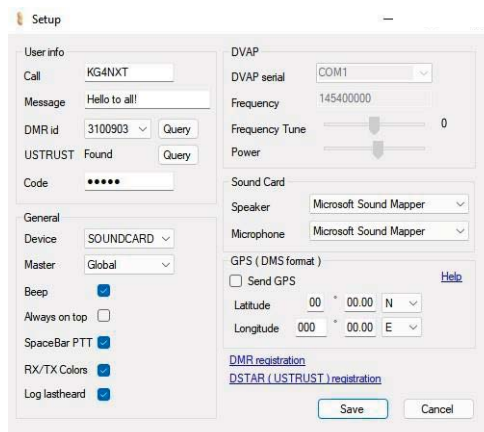 Setup
User info
Call KG4NXT
Message Hello to all!
DMR id 3100903 Query
USTRUST Found Query
Code •••••
General
Device SOUNDCARD
Master Global
Beep
Always on top
SpaceBar PTT
RX/TX Colors
Log lastheard
DVAP
DVAP serial COM1
Frequency 145400000
Frequency Tune 0
Power
Sound Card
Speaker Microsoft Sound Mapper
Microphone Microsoft Sound Mapper
GPS ( DMS format )
Send GPS Help
Latitude 00 ° 00.00 N
Longitude 000 ° 00.00 E
DMR registration
DSTAR ( USTRUST ) registration
Save Cancel